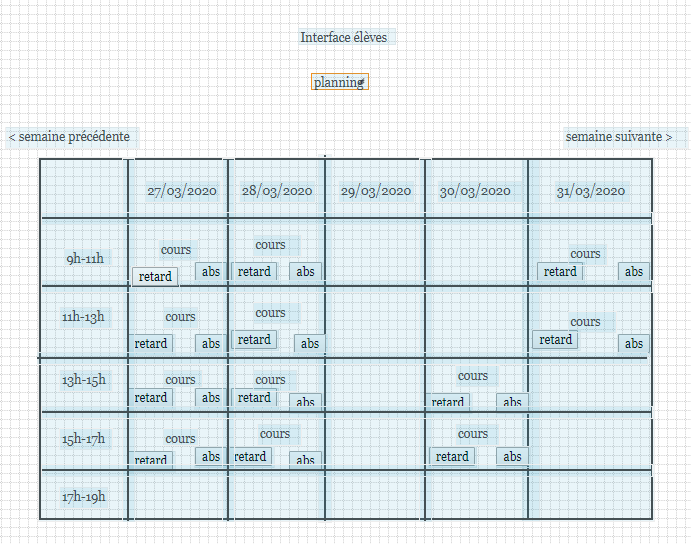 Interface élèves
planning
< semaine précédente semaine suivante >
27/03/2020 28/03/2020 29/03/2020 30/03/2020 31/03/2020
9h-11h cours cours cours
retard abs retard abs retard abs
11h-13h cours cours cours
retard abs retard abs retard abs
13h-15h cours cours cours
retard abs retard abs retard abs
15h-17h cours cours cours
retard abs retard abs retard abs
17h-19h